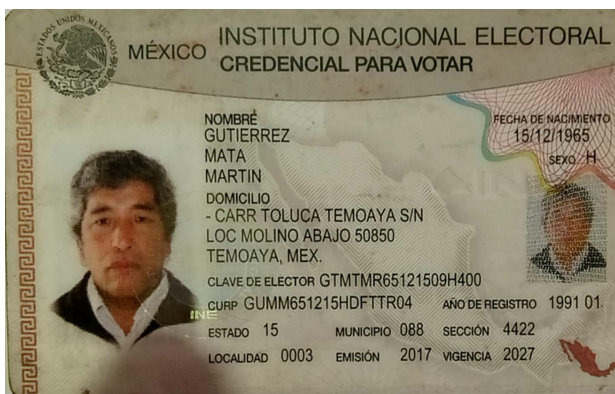 ESTADOS UNIDOS MEXICANOS
MÉXICO
INSTITUTO NACIONAL ELECTORAL
CREDENCIAL PARA VOTAR
NOMBRE
GUTIERREZ
MATA
MARTIN
FECHA DE NACIMIENTO
15/12/1965
SEXO H
DOMICILIO
- CARR TOLUCA TEMOAYA S/N
LOC MOLINO ABAJO 50850
TEMOAYA, MEX.
CLAVE DE ELECTOR GTMTMR65121509H400
CURP GUMM651215HDFTTR04 AÑO DE REGISTRO 1991 01
ESTADO 15 MUNICIPIO 088 SECCIÓN 4422
LOCALIDAD 0003 EMISIÓN 2017 VIGENCIA 2027
INE
INE